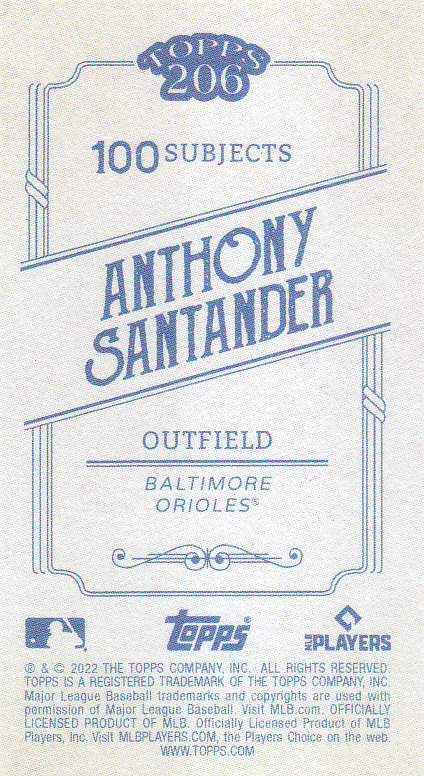 TOPPS
206
100 SUBJECTS
ANTHONY
SANTANDER
OUTFIELD
BALTIMORE
ORIOLES®
Topps® MLB PLAYERS
® & © 2022 THE TOPPS COMPANY, INC. ALL RIGHTS RESERVED.
TOPPS IS A REGISTERED TRADEMARK OF THE TOPPS COMPANY, INC.
Major League Baseball trademarks and copyrights are used with
permission of Major League Baseball. Visit MLB.com. OFFICIALLY
LICENSED PRODUCT OF MLB. Officially Licensed Product of MLB
Players, Inc. Visit MLBPLAYERS.COM, the Players Choice on the web.
WWW.TOPPS.COM